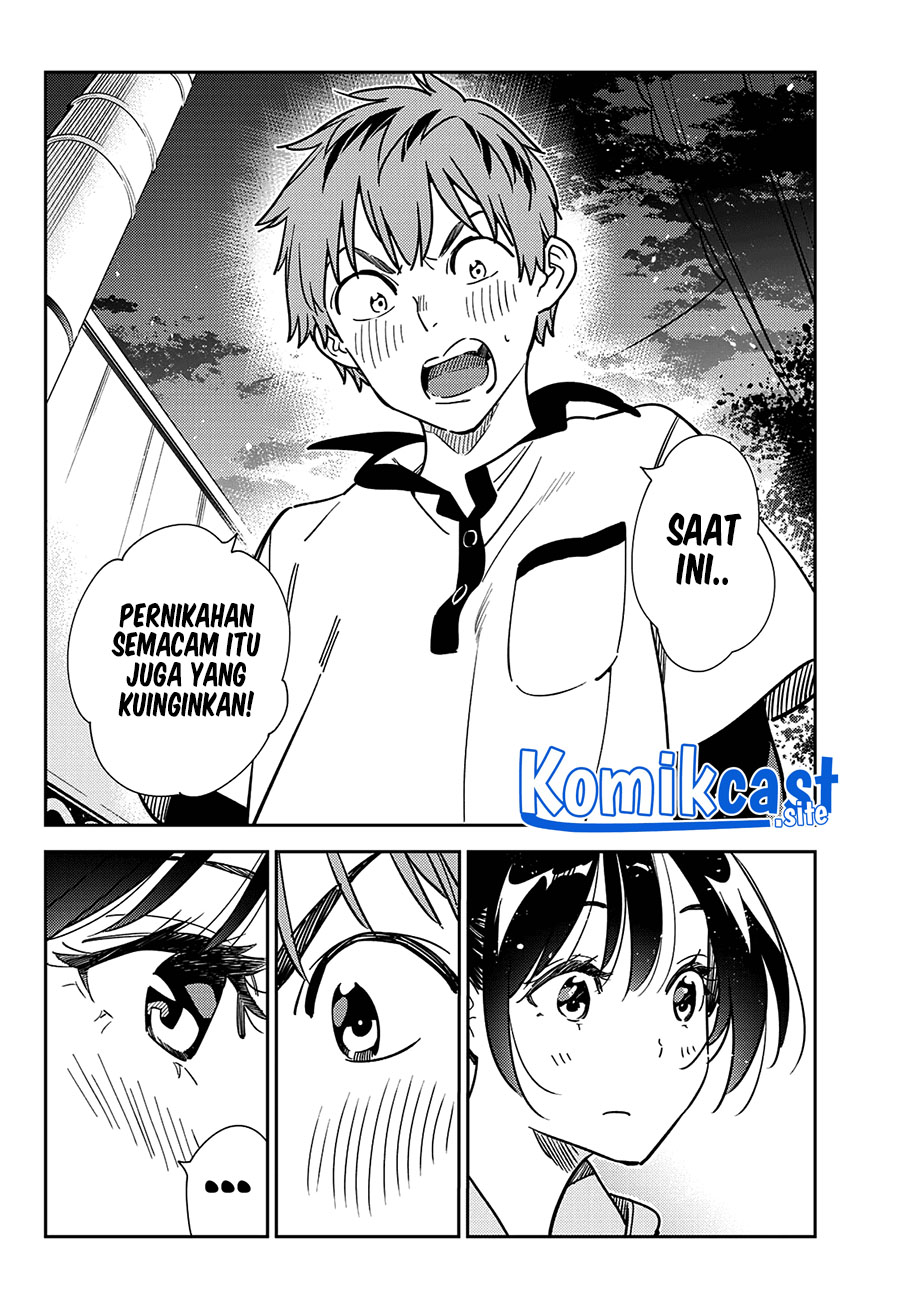 SAAT
INI..
PERNIKAHAN
SEMACAM ITU
JUGA YANG
KUINGINKAN!
Komikcast
.site
...